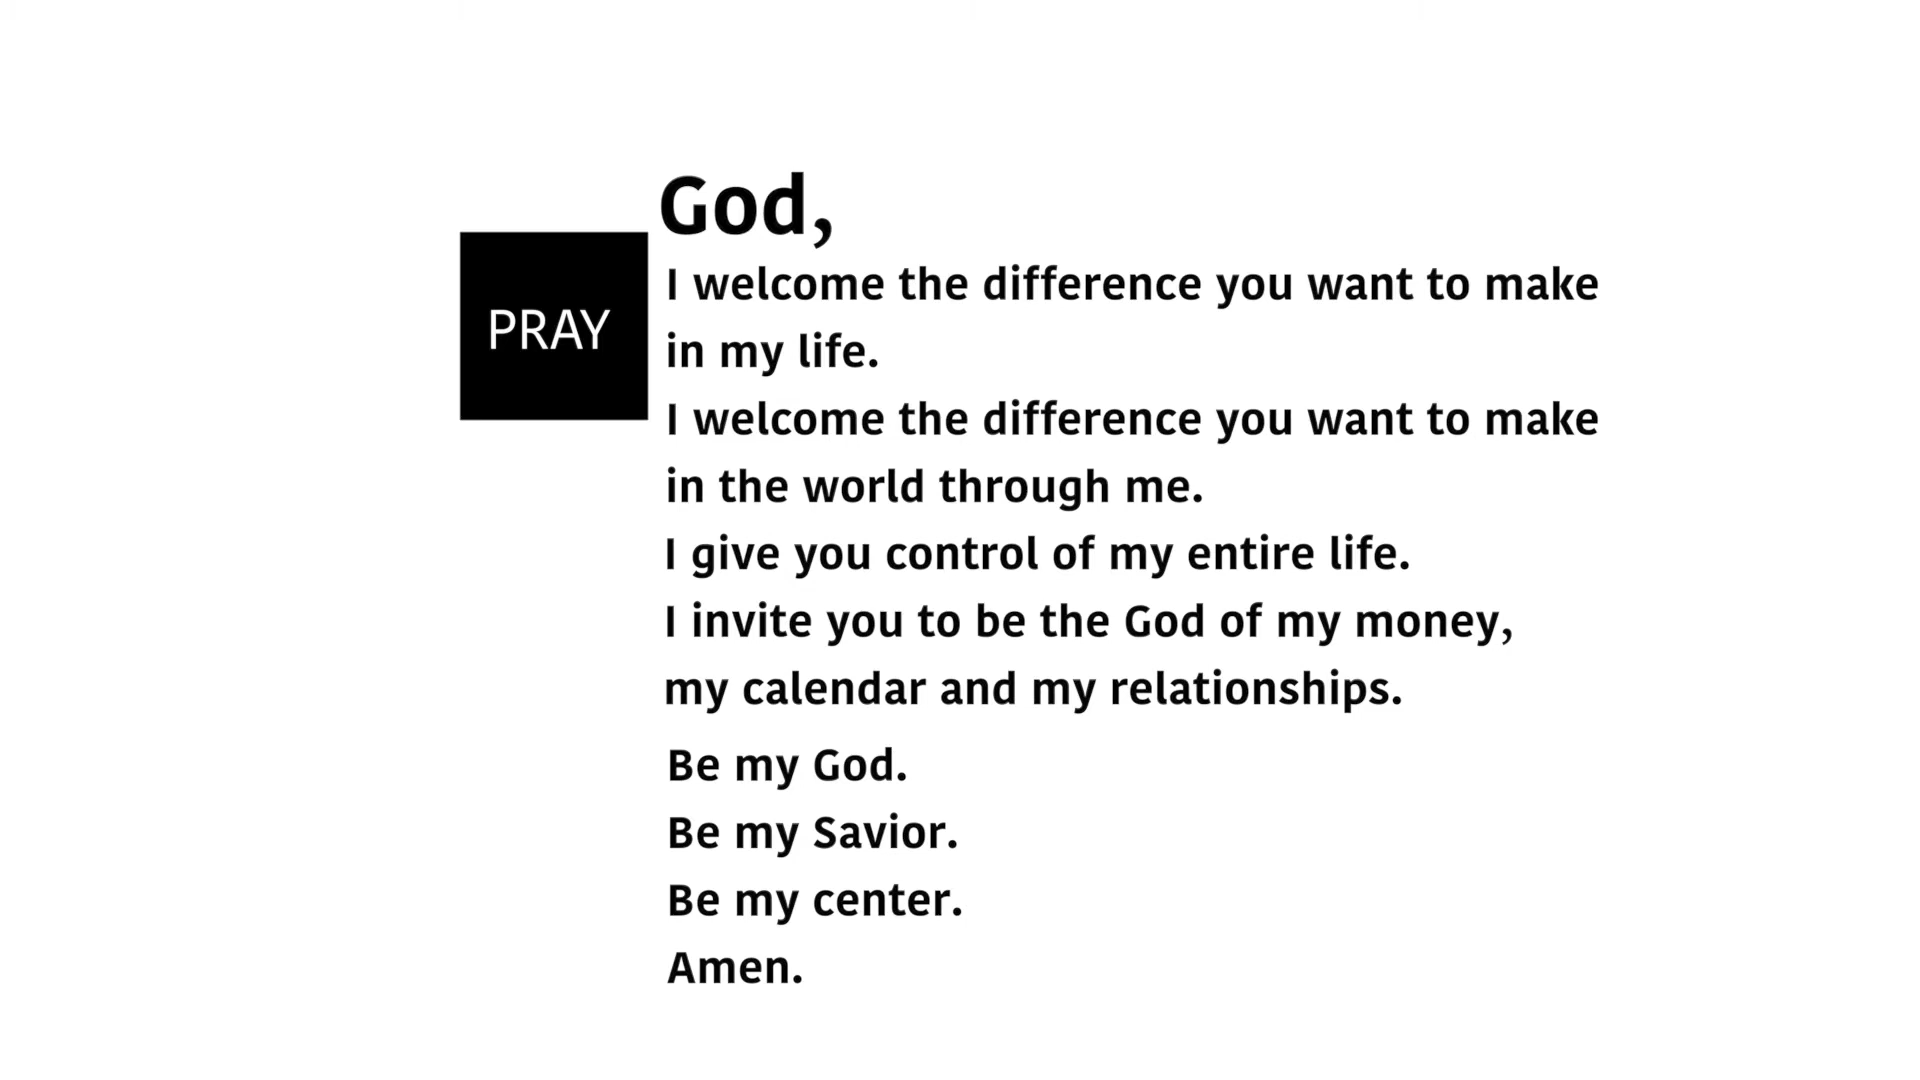 God,
PRAY
I welcome the difference you want to make
in my life.
I welcome the difference you want to make
in the world through me.
I give you control of my entire life.
I invite you to be the God of my money,
my calendar and my relationships.
Be my God.
Be my Savior.
Be my center.
Amen.